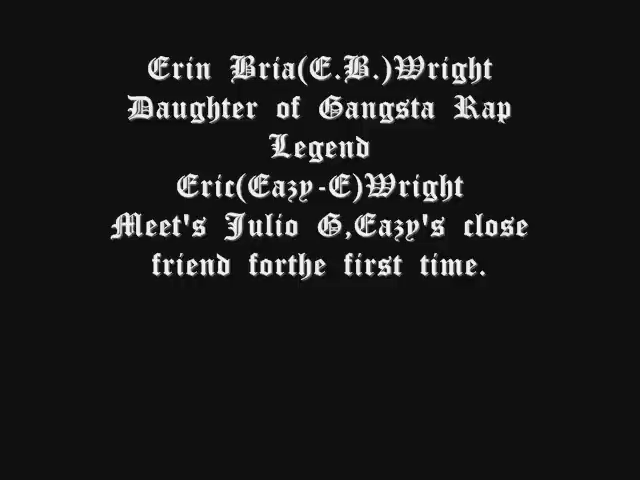 Erin Bria(E.B.)Wright
Daughter of Gangsta Rap
Legend
Eric(Eazy-E)Wright
Meet's Julio G,Eazy's close
friend forthe first time.